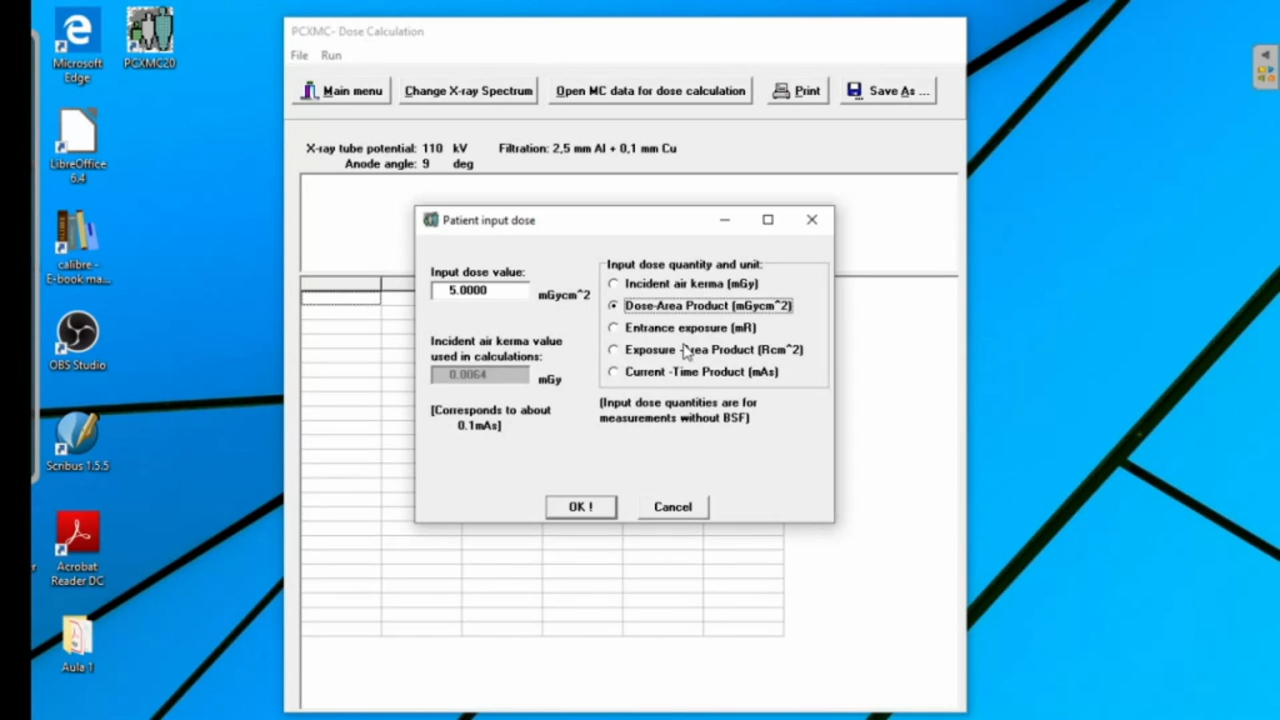 Microsoft
Edge
PCXMC20
LibreOffice
6.4
calibre -
E-book ma...
OBS Studio
Scribus 1.5.5
Acrobat
Reader DC
Aula 1
PCXMC- Dose Calculation
File Run
Main menu Change X-ray Spectrum Open MC data for dose calculation Print Save As ...
X-ray tube potential: 110 kV Filtration: 2,5 mm Al + 0,1 mm Cu
Anode angle: 9 deg
Patient input dose
Input dose value:
5.0000 mGycm^2
Incident air kerma value
used in calculations:
0.0064 mGy
[Corresponds to about
0.1mAs]
Input dose quantity and unit:
Incident air kerma (mGy)
Dose-Area Product (mGycm^2)
Entrance exposure (mR)
Exposure -Area Product (Rcm^2)
Current -Time Product (mAs)
(Input dose quantities are for
measurements without BSF)
OK ! Cancel